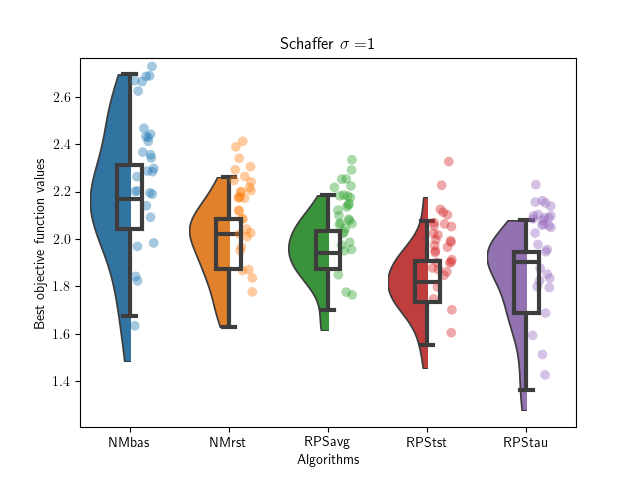 Schaffer σ =1
Best objective function values
2.6
2.4
2.2
2.0
1.8
1.6
1.4
NMbas
NMrst
RPSavg
RPStst
RPStau
Algorithms